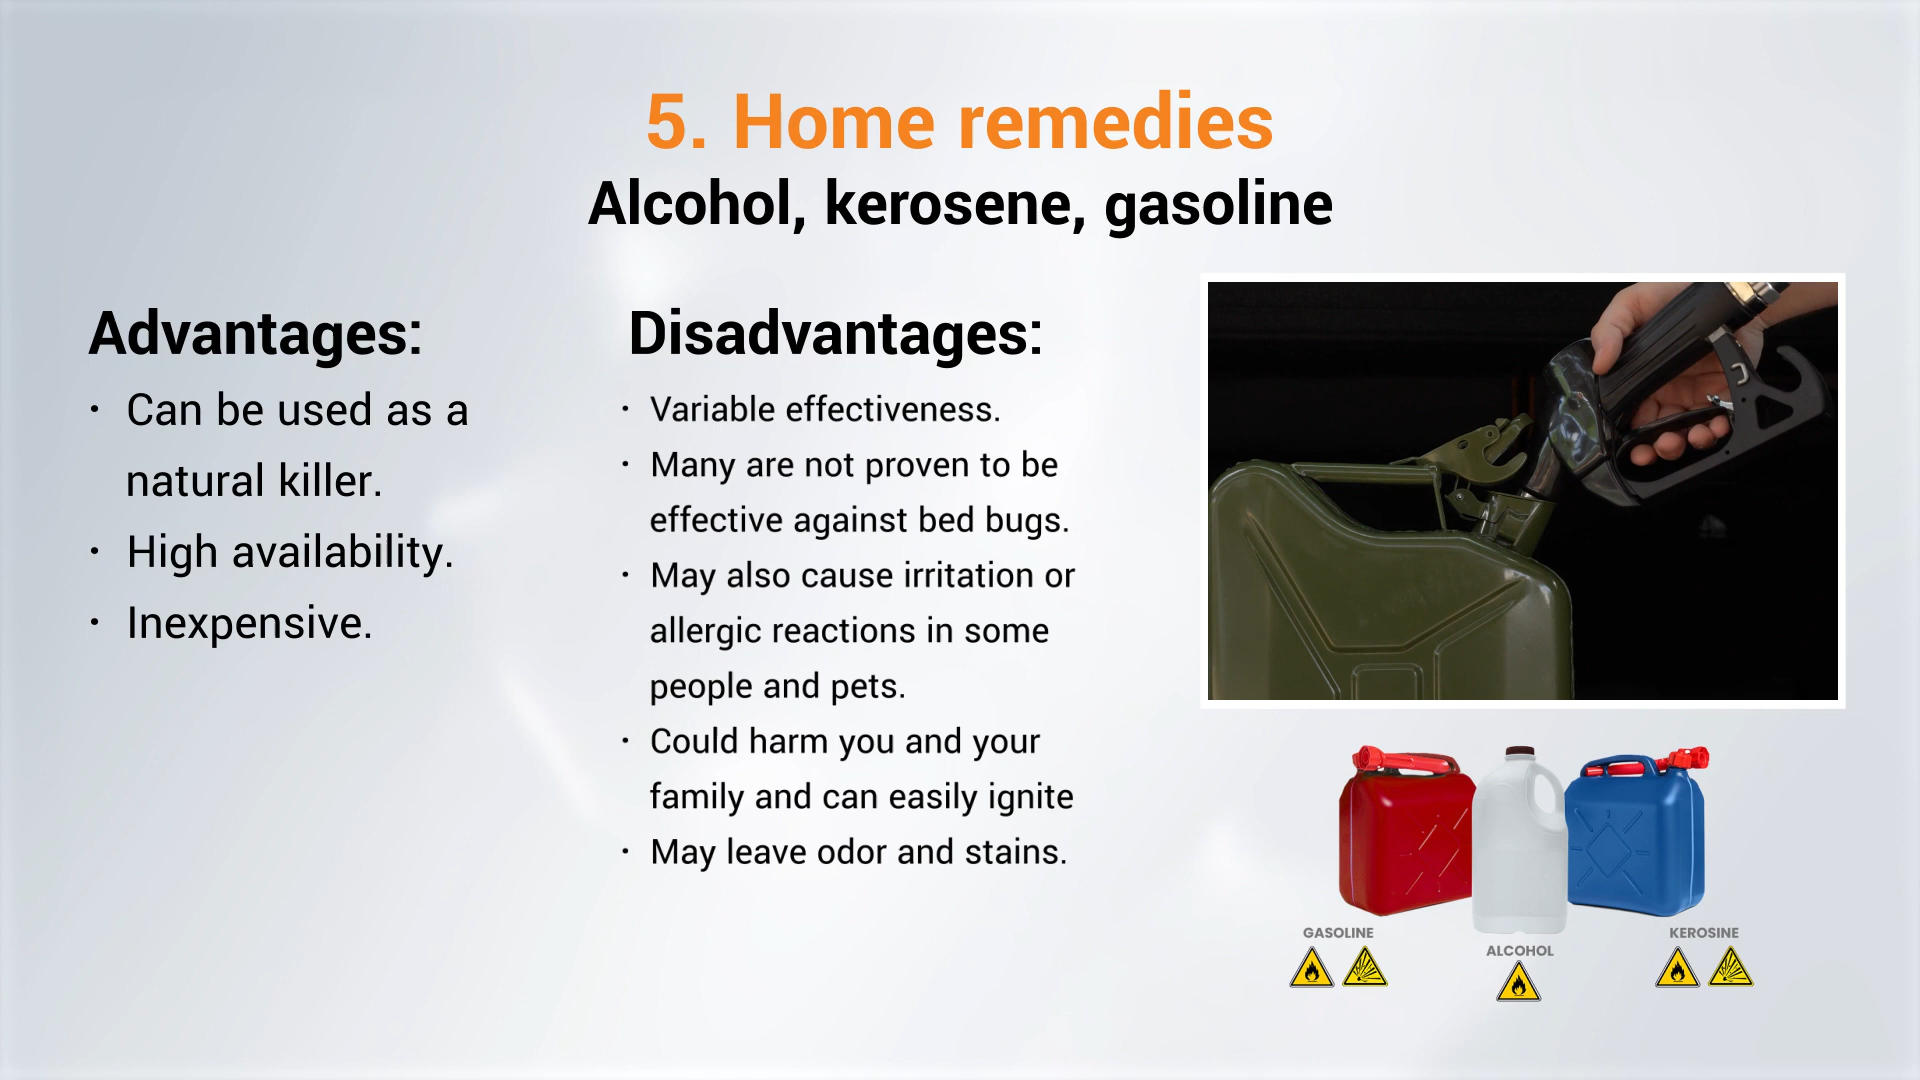 5. Home remedies
Alcohol, kerosene, gasoline
Advantages:
· Can be used as a
natural killer.
· High availability.
· Inexpensive.
Disadvantages:
· Variable effectiveness.
· Many are not proven to be
effective against bed bugs.
· May also cause irritation or
allergic reactions in some
people and pets.
· Could harm you and your
family and can easily ignite
· May leave odor and stains.
GASOLINE
ALCOHOL
KEROSINE